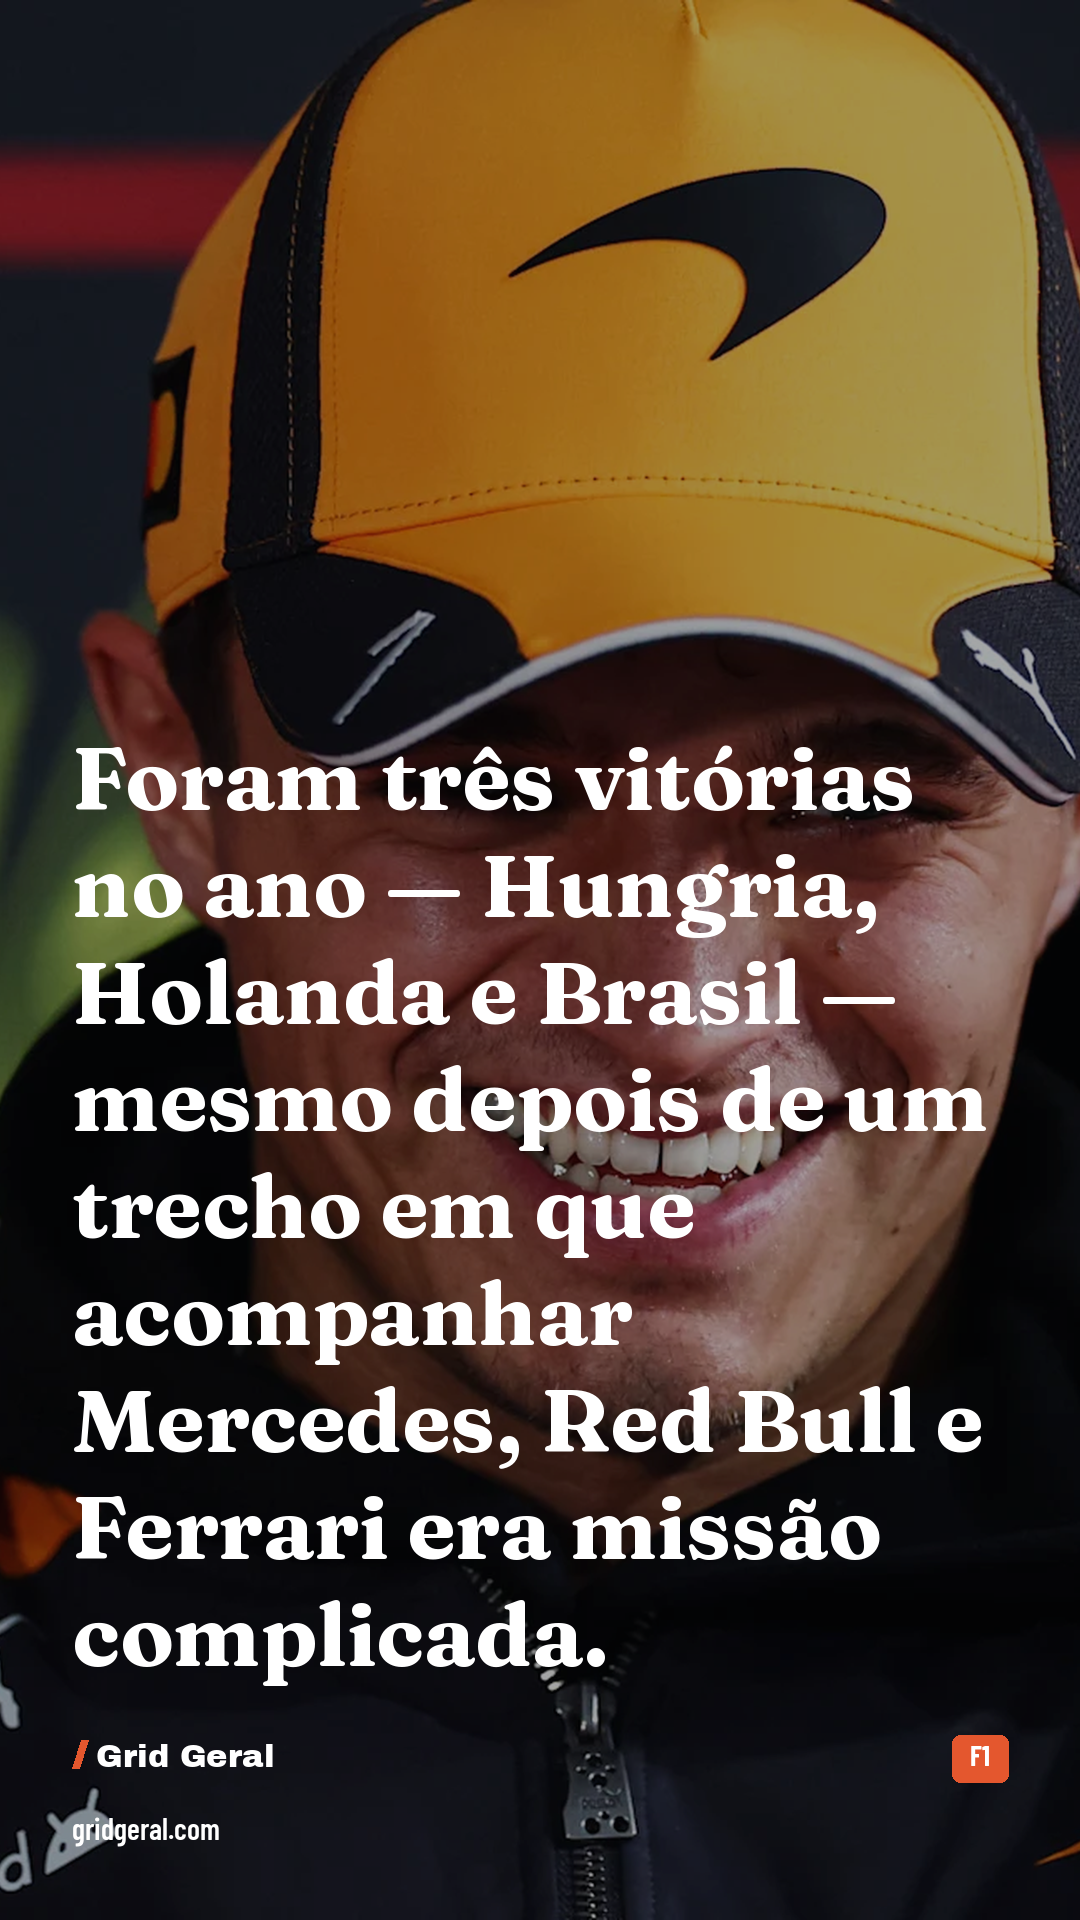 Foram três vitórias
no ano — Hungria,
Holanda e Brasil —
mesmo depois de um
trecho em que
acompanhar
Mercedes, Red Bull e
Ferrari era missão
complicada.
/ Grid Geral
F1
gridgeral.com
d